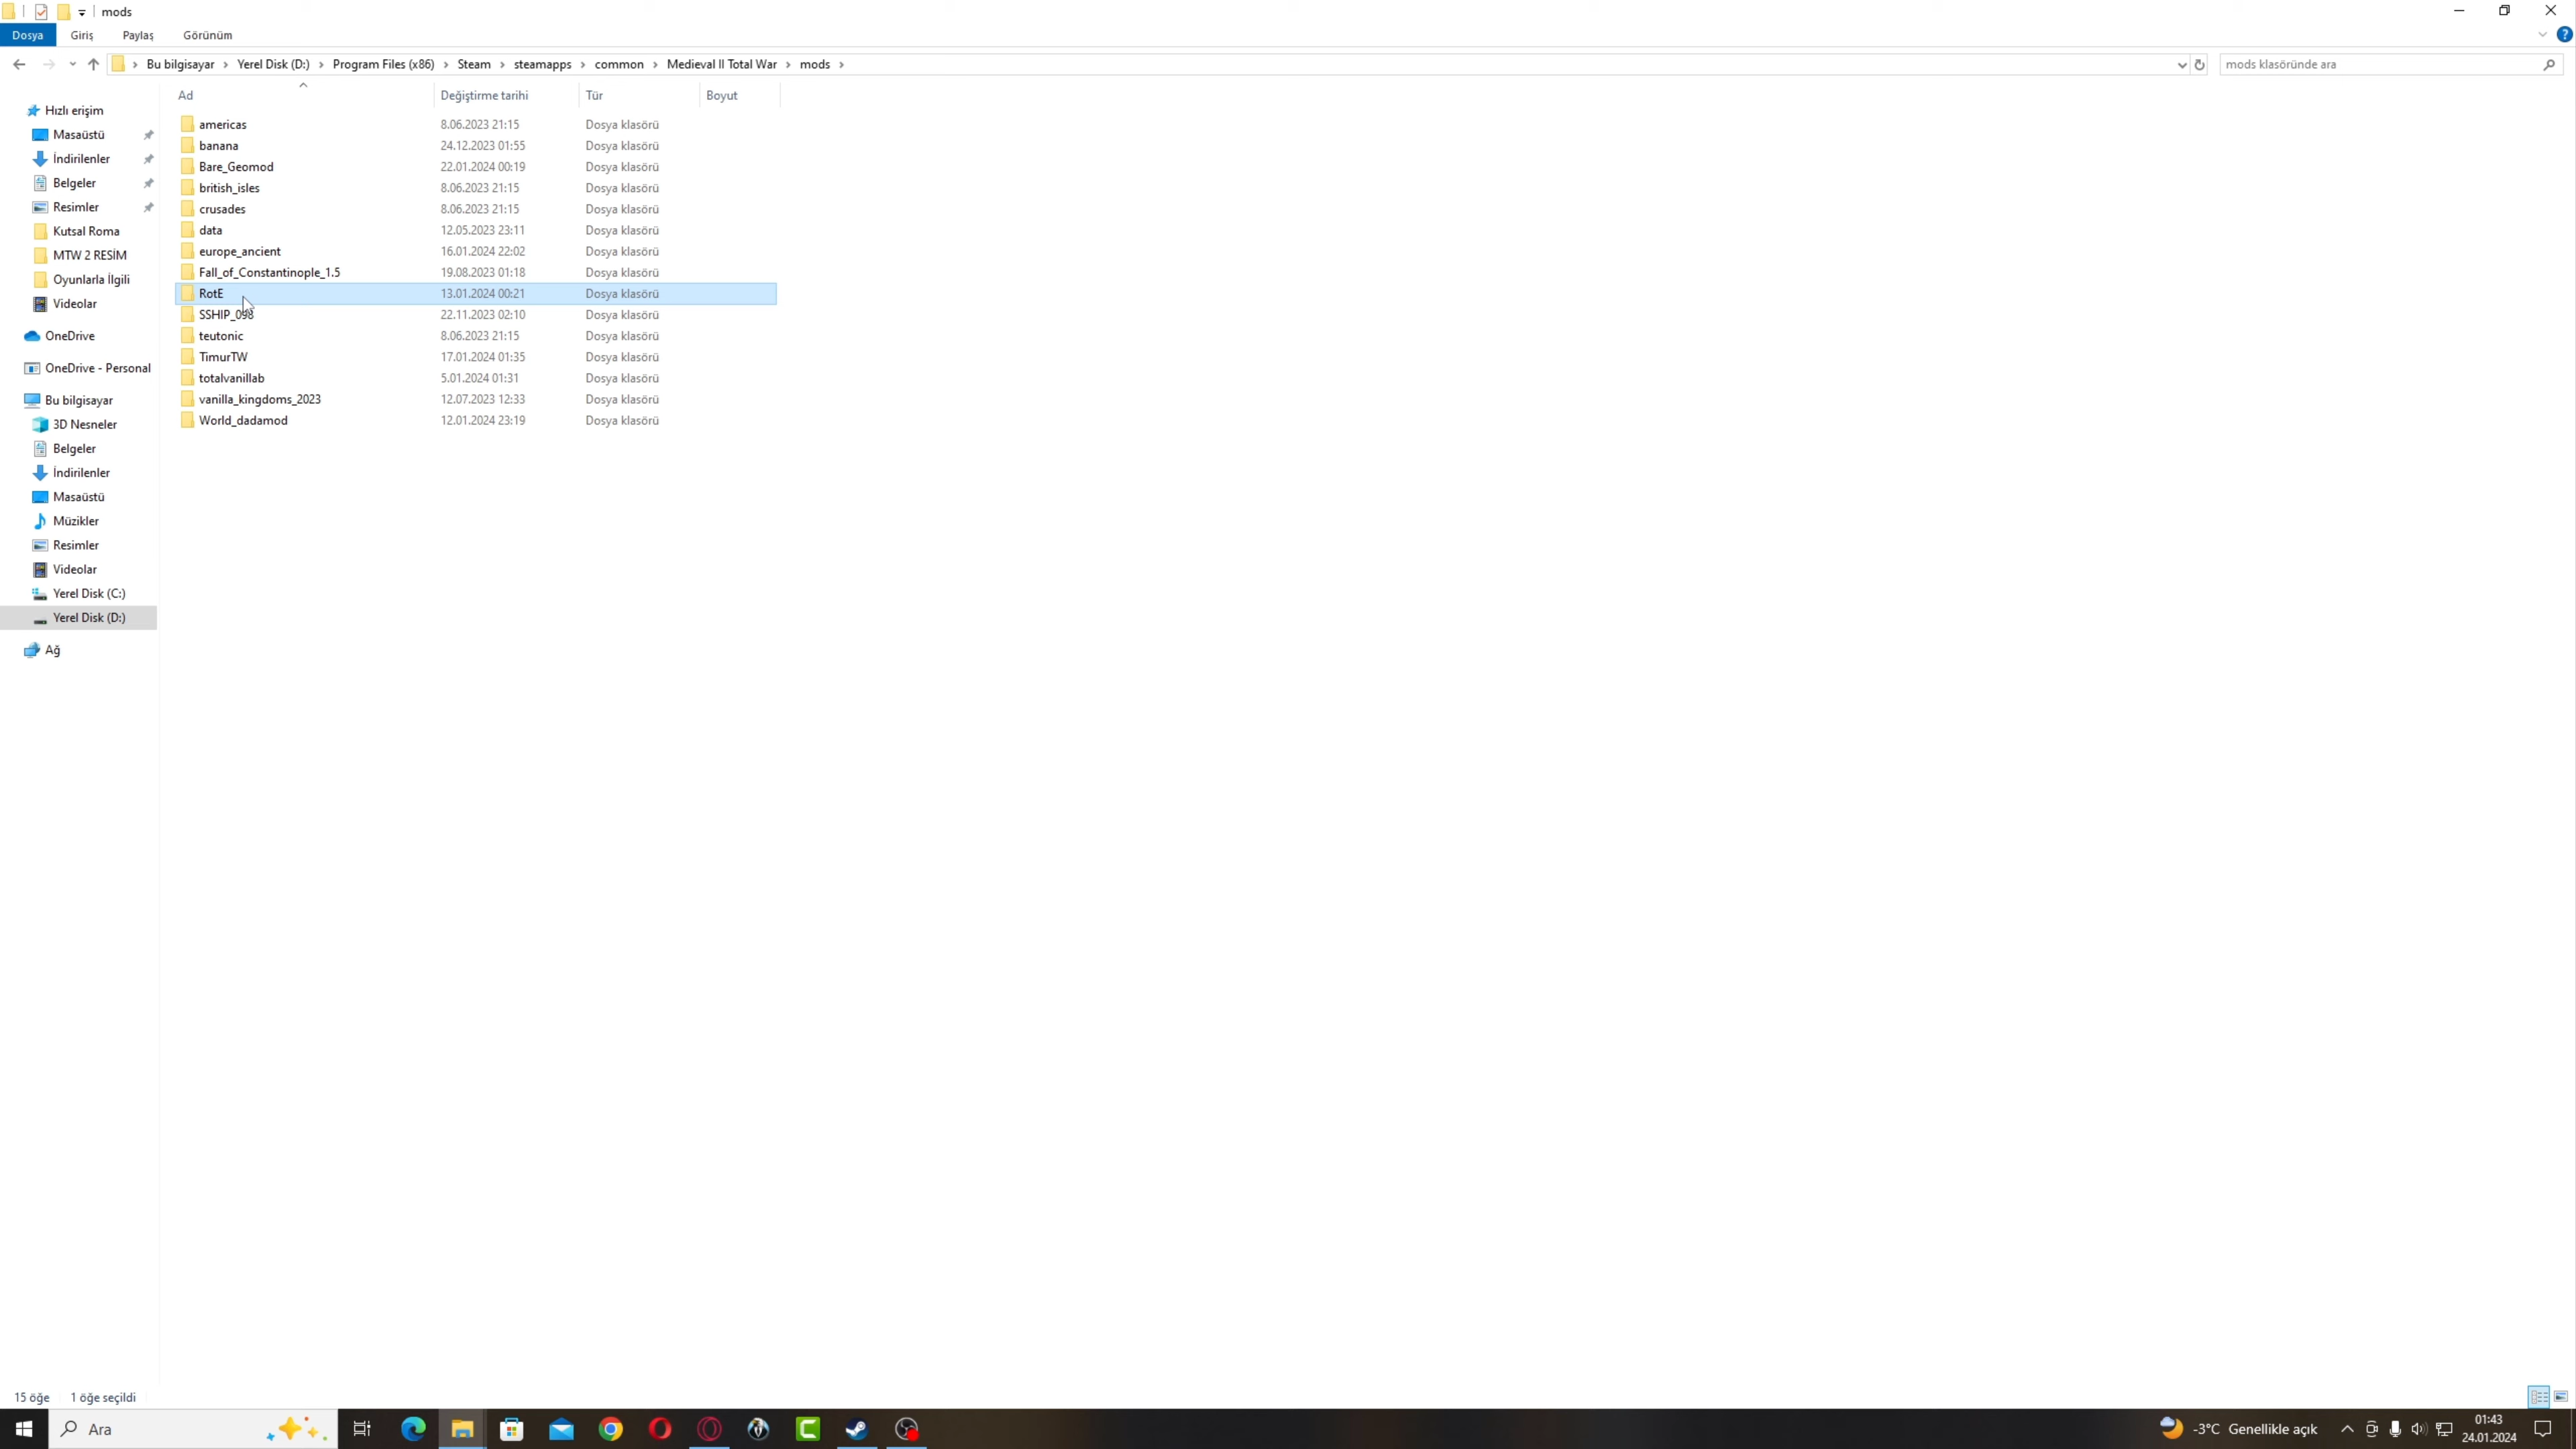 mods
Dosya Giriş Paylaş Görünüm
Bu bilgisayar › Yerel Disk (D:) › Program Files (x86) › Steam › steamapps › common › Medieval II Total War › mods ›
mods klasöründe ara
Ad Değiştirme tarihi Tür Boyut
americas 8.06.2023 21:15 Dosya klasörü
banana 24.12.2023 01:55 Dosya klasörü
Bare_Geomod 22.01.2024 00:19 Dosya klasörü
british_isles 8.06.2023 21:15 Dosya klasörü
crusades 8.06.2023 21:15 Dosya klasörü
data 12.05.2023 23:11 Dosya klasörü
europe_ancient 16.01.2024 22:02 Dosya klasörü
Fall_of_Constantinople_1.5 19.08.2023 01:18 Dosya klasörü
RotE 13.01.2024 00:21 Dosya klasörü
SSHIP_098 22.11.2023 02:10 Dosya klasörü
teutonic 8.06.2023 21:15 Dosya klasörü
TimurTW 17.01.2024 01:35 Dosya klasörü
totalvanillab 5.01.2024 01:31 Dosya klasörü
vanilla_kingdoms_2023 12.07.2023 12:33 Dosya klasörü
World_dadamod 12.01.2024 23:19 Dosya klasörü
Hızlı erişim
Masaüstü
İndirilenler
Belgeler
Resimler
Kutsal Roma
MTW 2 RESİM
Oyunlarla İlgili
Videolar
OneDrive
OneDrive - Personal
Bu bilgisayar
3D Nesneler
Belgeler
İndirilenler
Masaüstü
Müzikler
Resimler
Videolar
Yerel Disk (C:)
Yerel Disk (D:)
Ağ
15 öğe 1 öğe seçildi
Ara
-3°C Genellikle açık
01:43
24.01.2024